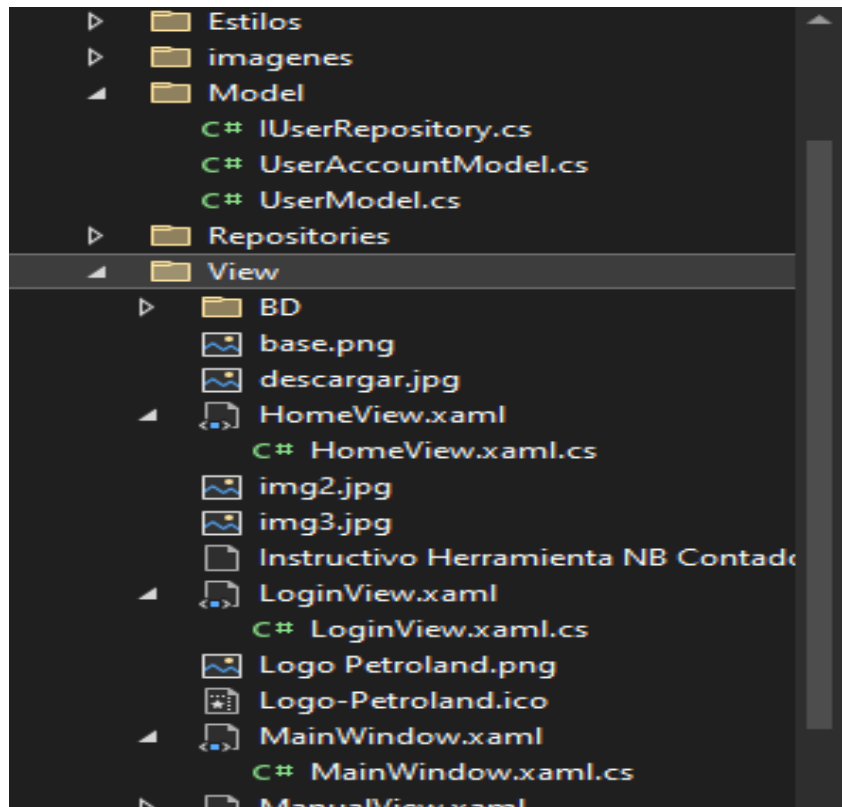 Estilos
imagenes
Model
C# IUserRepository.cs
C# UserAccountModel.cs
C# UserModel.cs
Repositories
View
BD
base.png
descargar.jpg
HomeView.xaml
C# HomeView.xaml.cs
img2.jpg
img3.jpg
Instructivo Herramienta NB
LoginView.xaml
C# LoginView.xaml.cs
Logo Petroland.png
Logo-Petroland.ico
MainWindow.xaml
C# MainWindow.xaml.cs
ManualView.xaml